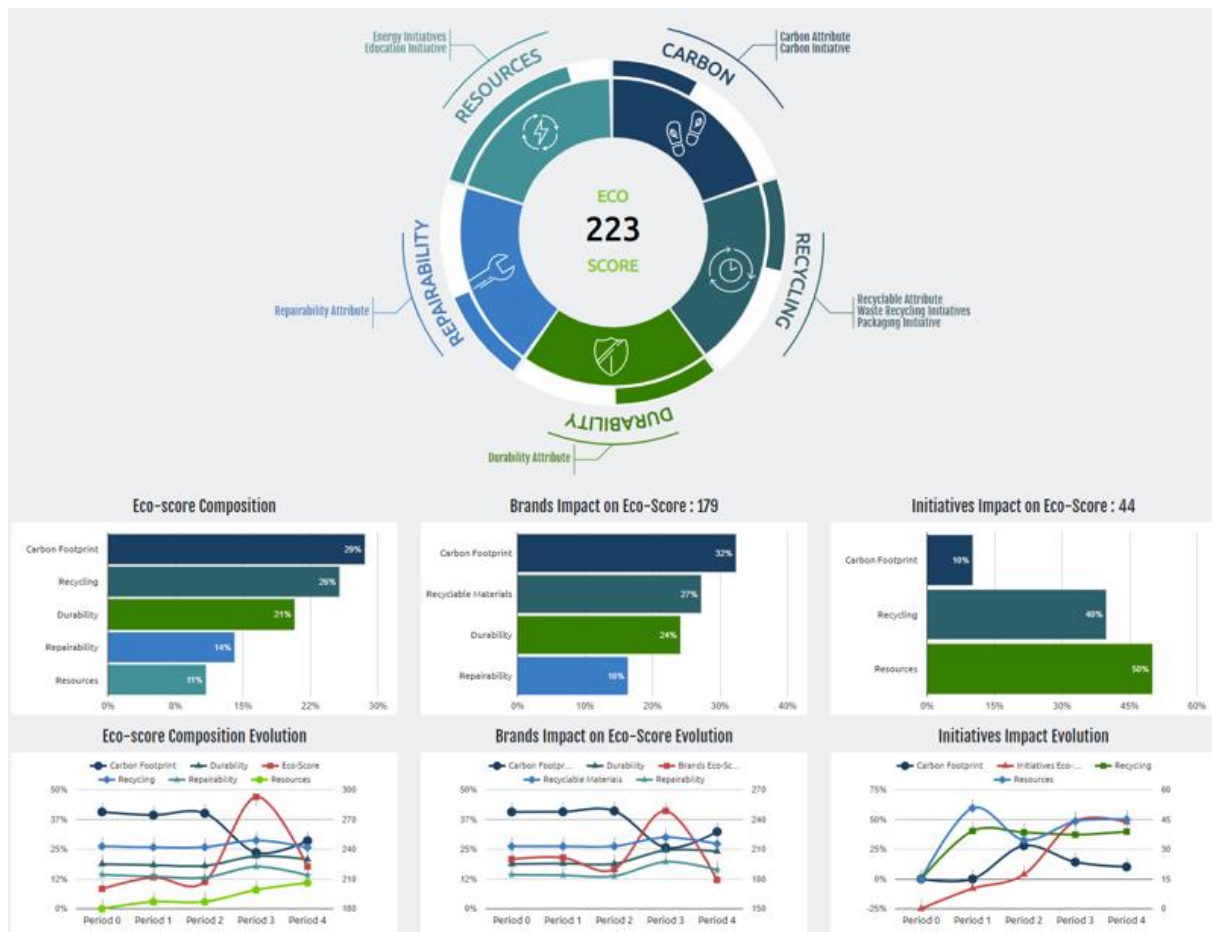 Energy Initiatives
Education Initiative
RESOURCES
CARBON
Carbon Attribute
Carbon Initiative
ECO
223
SCORE
REPAIRABILITY
Repairability Attribute
RECYCLING
Recyclable Attribute
Waste Recycling Initiatives
Packaging Initiative
DURABILITY
Durability Attribute
Eco-score Composition
Carbon Footprint
29%
Recycling
26%
Durability
21%
Repairability
14%
Resources
11%
0% 8% 15% 22% 30%
Brands Impact on Eco-Score : 179
Carbon Footprint
32%
Recyclable Materials
27%
Durability
24%
Repairability
16%
0% 10% 20% 30% 40%
Initiatives Impact on Eco-Score : 44
Carbon Footprint
10%
Recycling
40%
Resources
50%
0% 15% 30% 45% 60%
Eco-score Composition Evolution
Carbon Footprint Durability Eco-Score
Recycling Repairability Resources
50% 300
37% 270
25% 240
12% 210
0% 180
Period 0 Period 1 Period 2 Period 3 Period 4
Brands Impact on Eco-Score Evolution
Carbon Footpr... Durability Brands Eco-Sc...
Recyclable Materials Repairability
50% 270
37% 240
25% 210
12% 180
0% 150
Period 0 Period 1 Period 2 Period 3 Period 4
Initiatives Impact Evolution
Carbon Footprint Initiatives Eco-... Recycling
Resources
75% 60
50% 45
25% 30
0% 15
-25% 0
Period 0 Period 1 Period 2 Period 3 Period 4